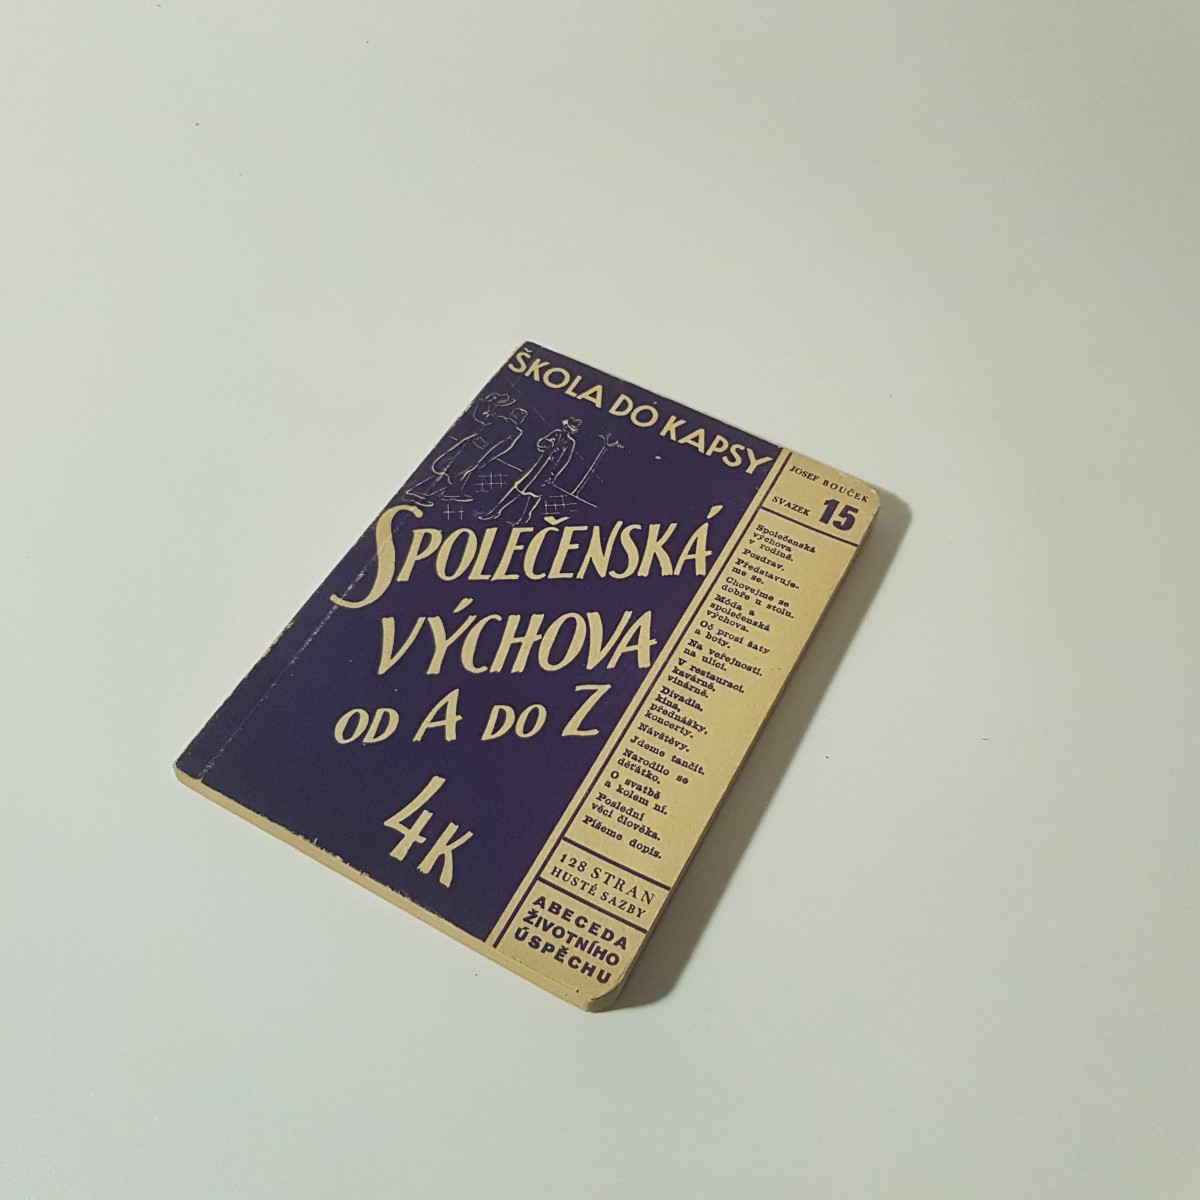 ŠKOLA DO KAPSY
SPOLEČENSKÁ
VÝCHOVA
OD A DO Z
4K
JOSEF BOUČEK
SVAZEK 15
Společenská
výchova
v rodině.
Pozdrav.
Představuje-
me se.
Chovejme se
dobře u stolu.
Móda a
společenská
výchova.
Oč prosí šaty
a boty.
Na veřejnosti.
na ulici.
V restauraci.
kavárně,
vinárně.
Divadla,
kina,
přednášky,
koncerty.
Návštěvy.
Jdeme tančit.
Narodilo se
děťátko.
O svatbě
a kolem ní.
Poslední
věci člověka.
Píšeme dopis.
128 STRAN
HUSTÉ SAZBY
ABECEDA
ŽIVOTNÍHO
ÚSPĚCHU